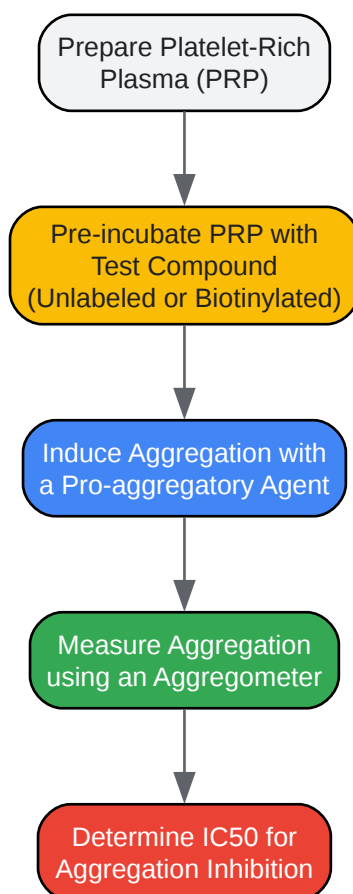 Prepare Platelet-Rich
Plasma (PRP)
Pre-incubate PRP with
Test Compound
(Unlabeled or Biotinylated)
Induce Aggregation with
a Pro-aggregatory Agent
Measure Aggregation
using an Aggregometer
Determine IC50 for
Aggregation Inhibition